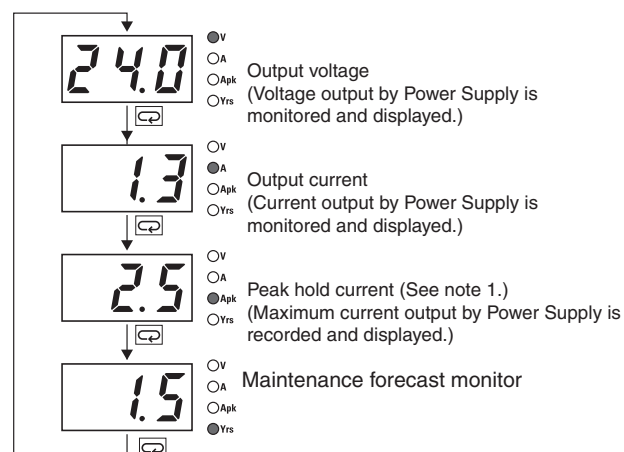 24.0
V
A
Apk
Yrs
Output voltage
(Voltage output by Power Supply is
monitored and displayed.)
1.3
V
A
Apk
Yrs
Output current
(Current output by Power Supply is
monitored and displayed.)
2.5
V
A
Apk
Yrs
Peak hold current (See note 1.)
(Maximum current output by Power Supply is
recorded and displayed.)
1.5
V
A
Apk
Yrs
Maintenance forecast monitor